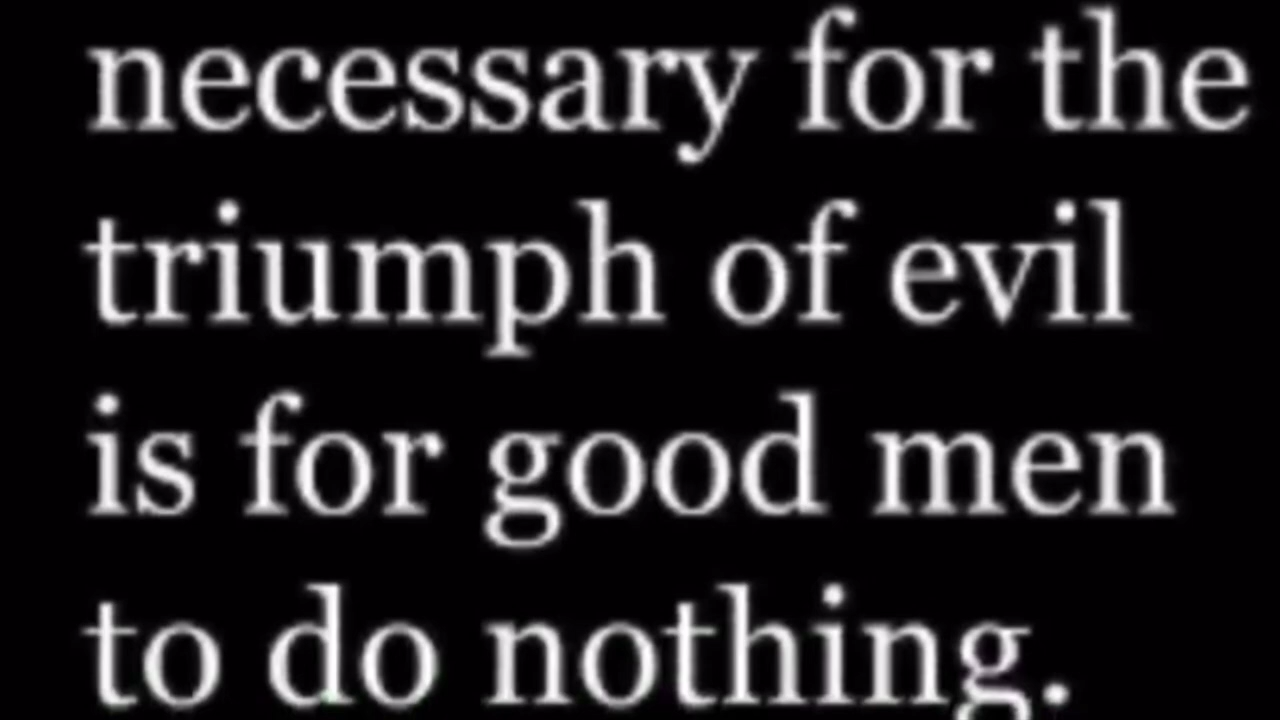 necessary for the
triumph of evil
is for good men
to do nothing.